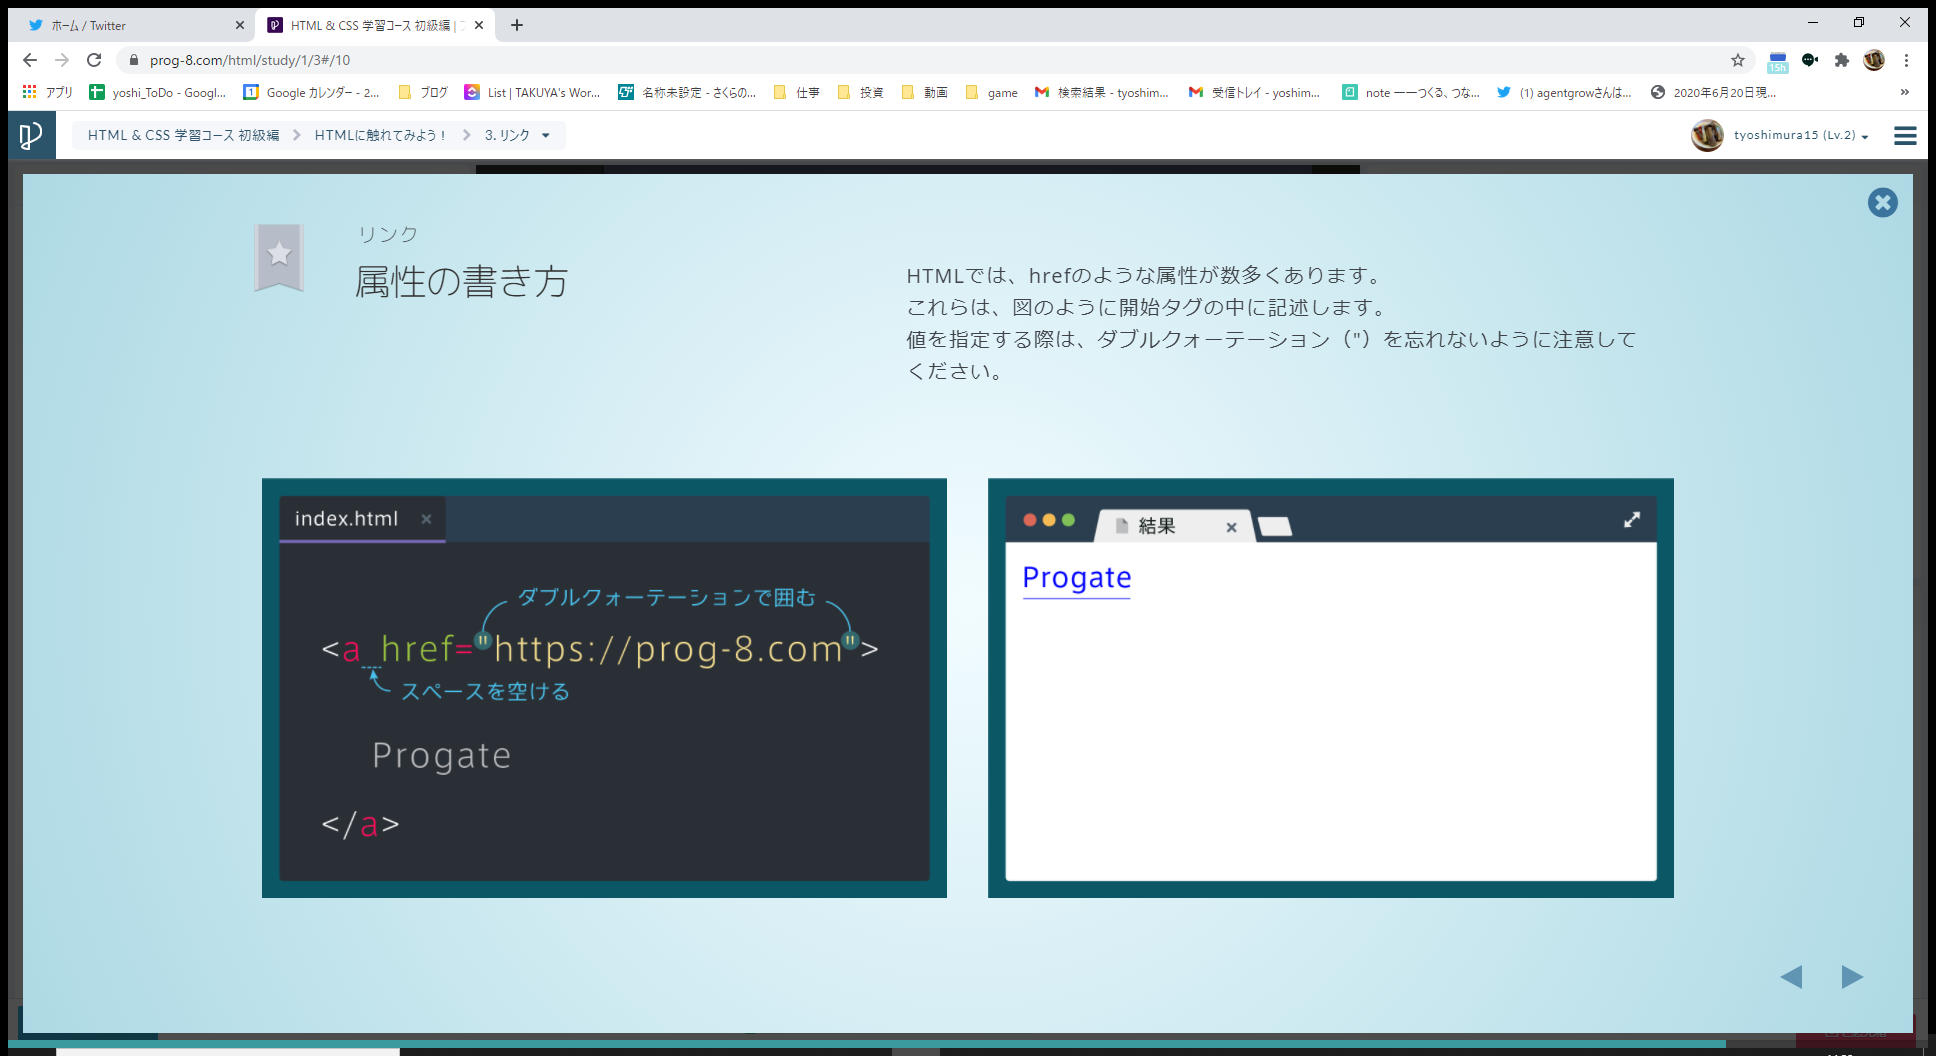 ホーム / Twitter
HTML & CSS 学習コース 初級編 |
prog-8.com/html/study/1/3#/10
15h
アプリ
yoshi_ToDo - Googl...
Google カレンダー - 2...
ブログ
List | TAKUYA's Wor...
名称未設定 - さくらの...
仕事
投資
動画
game
検索結果 - tyoshim...
受信トレイ - yoshim...
note ――つくる、つな...
(1) agentgrowさんは...
2020年6月20日現...
»
HTML & CSS 学習コース 初級編
HTMLに触れてみよう！
3. リンク
tyoshimura15 (Lv.2)
リンク
属性の書き方
HTMLでは、hrefのような属性が数多くあります。
これらは、図のように開始タグの中に記述します。
値を指定する際は、ダブルクォーテーション（"）を忘れないように注意して
ください。
index.html
ダブルクォーテーションで囲む
<a href="https://prog-8.com">
スペースを空ける
Progate
</a>
結果
Progate